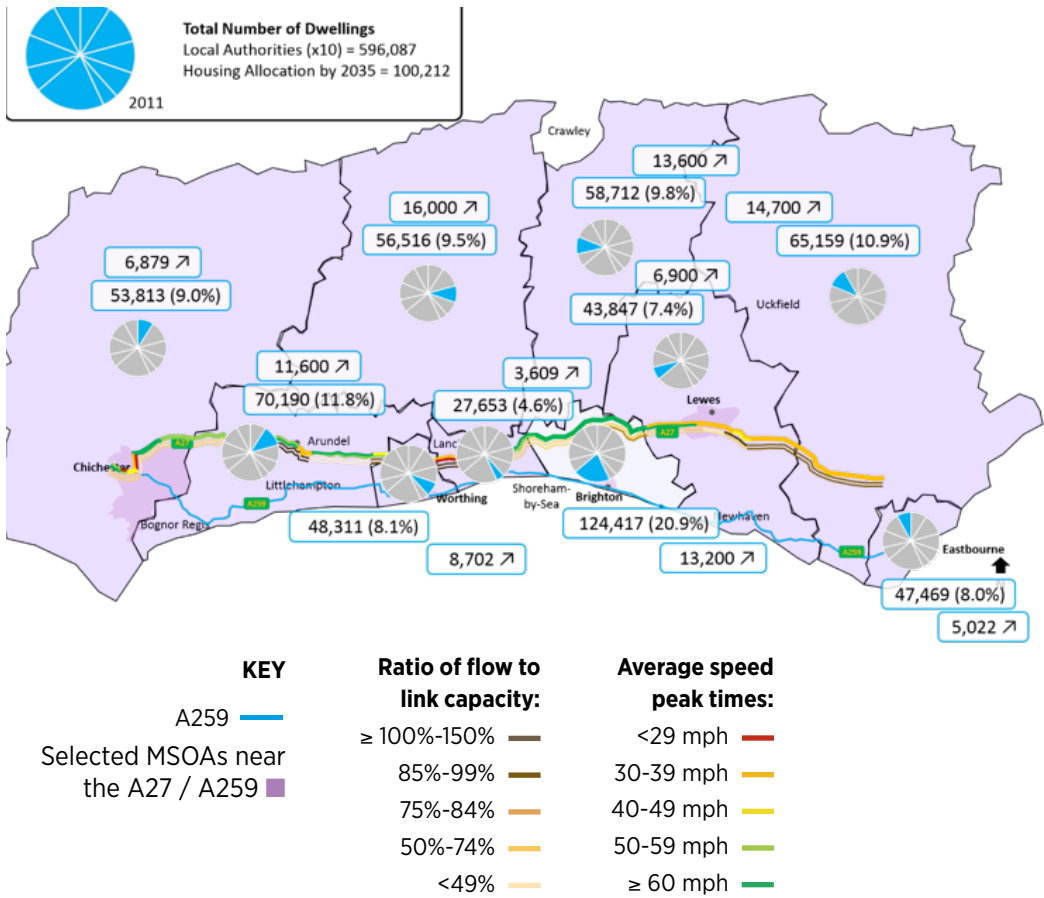 Total Number of Dwellings
Local Authorities (x10) = 596,087
Housing Allocation by 2035 = 100,212
2011
Crawley
13,600 ↗
58,712 (9.8%)
16,000 ↗
56,516 (9.5%)
14,700 ↗
65,159 (10.9%)
6,879 ↗
53,813 (9.0%)
6,900 ↗
43,847 (7.4%)
Uckfield
11,600 ↗
70,190 (11.8%)
3,609 ↗
27,653 (4.6%)
Lewes
A27
A27
Arundel
Lanc
Chichester
Littlehampton
A259
Worthing
Shoreham-
by-Sea
Brighton
Bognor Regis
48,311 (8.1%)
8,702 ↗
124,417 (20.9%)
13,200 ↗
ewhaven
A259
Eastbourne
N
47,469 (8.0%)
5,022 ↗
KEY
A259
Selected MSOAs near
the A27 / A259
Ratio of flow to
link capacity:
≥ 100%-150%
85%-99%
75%-84%
50%-74%
<49%
Average speed
peak times:
<29 mph
30-39 mph
40-49 mph
50-59 mph
≥ 60 mph